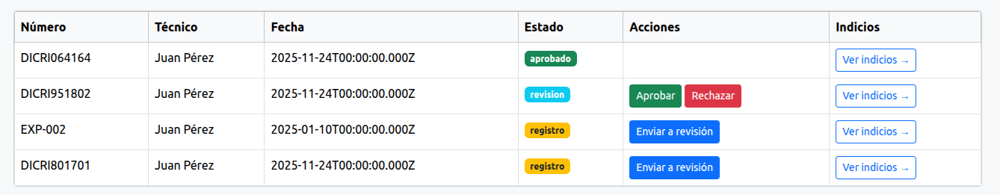 Número Técnico Fecha Estado Acciones Indicios
DICRI064164 Juan Pérez 2025-11-24T00:00:00.000Z aprobado Ver indicios →
DICRI951802 Juan Pérez 2025-11-24T00:00:00.000Z revision Aprobar Rechazar Ver indicios →
EXP-002 Juan Pérez 2025-01-10T00:00:00.000Z registro Enviar a revisión Ver indicios →
DICRI801701 Juan Pérez 2025-11-24T00:00:00.000Z registro Enviar a revisión Ver indicios →